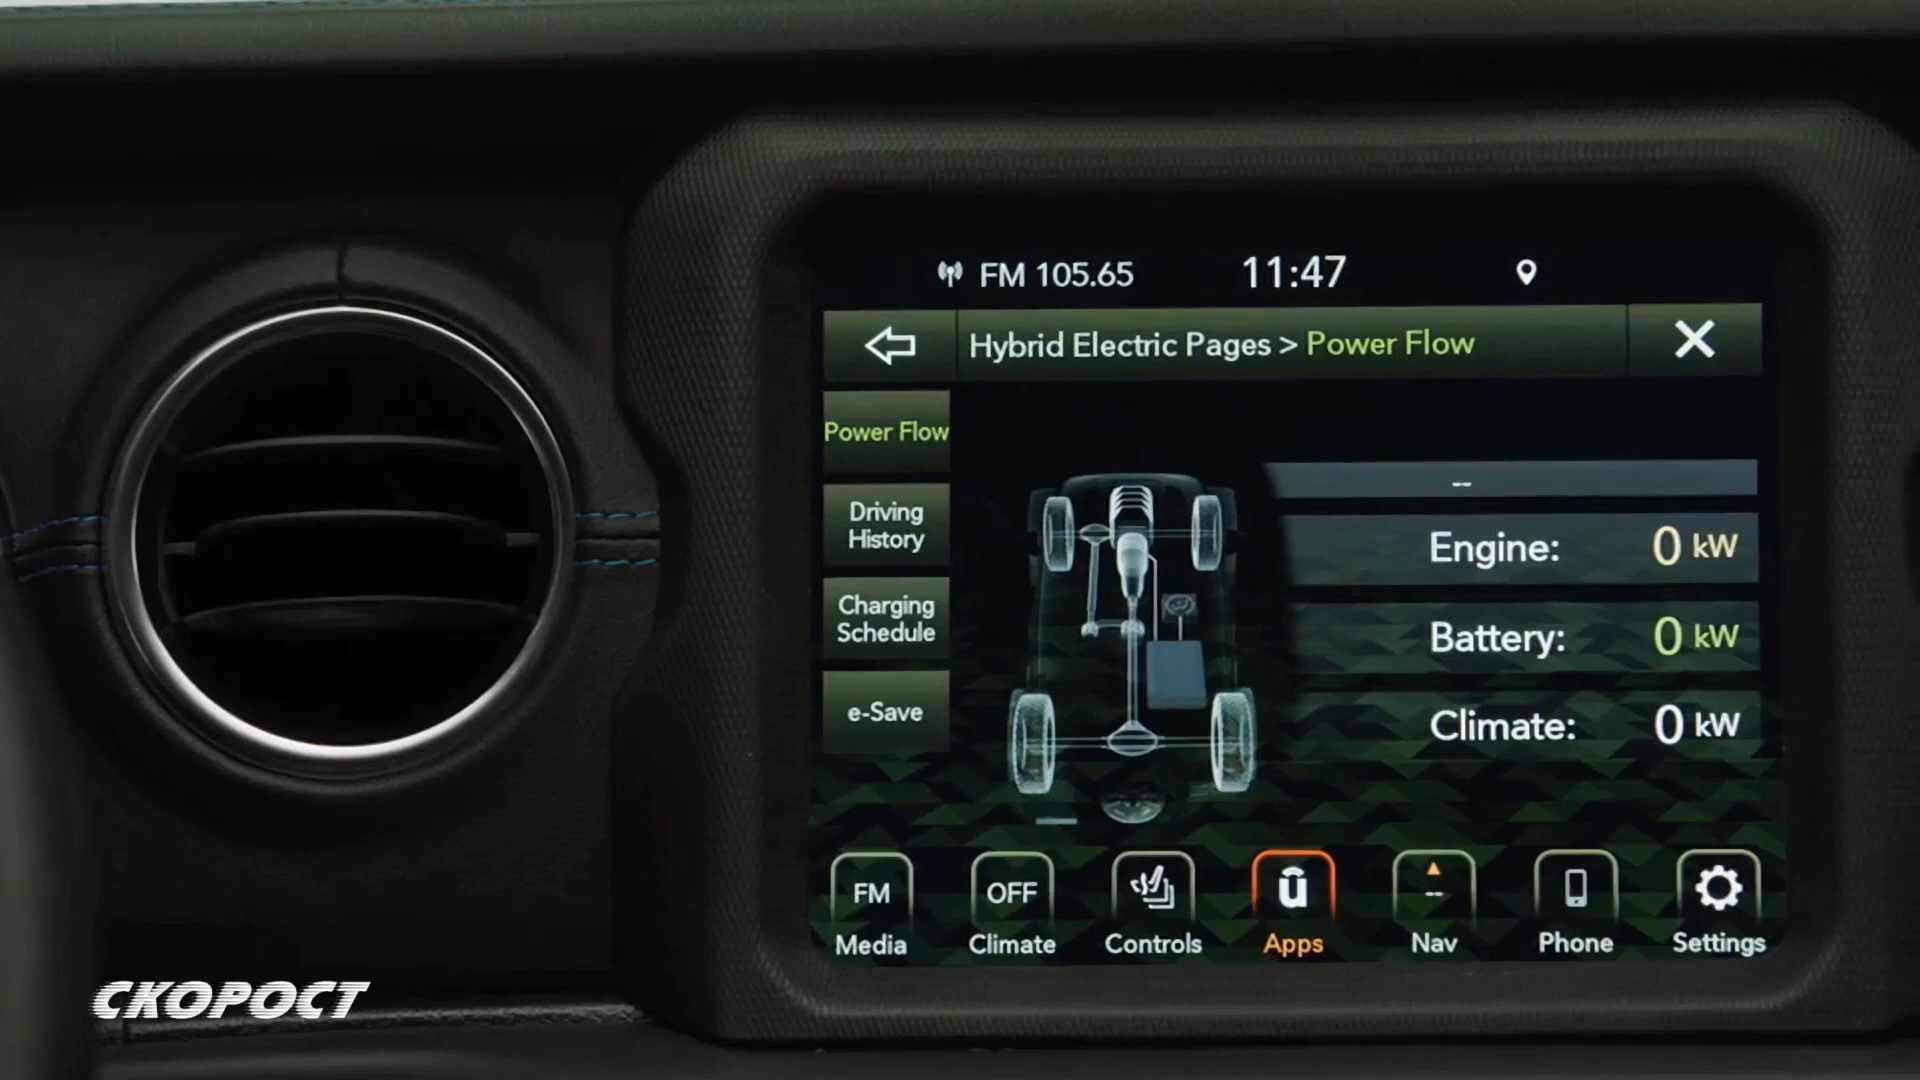 FM 105.65
11:47
Hybrid Electric Pages > Power Flow
Power Flow
Driving
History
Charging
Schedule
e-Save
--
Engine: 0 kW
Battery: 0 kW
Climate: 0 kW
FM
OFF
--
Media
Climate
Controls
Apps
Nav
Phone
Settings
СКОРОСТ